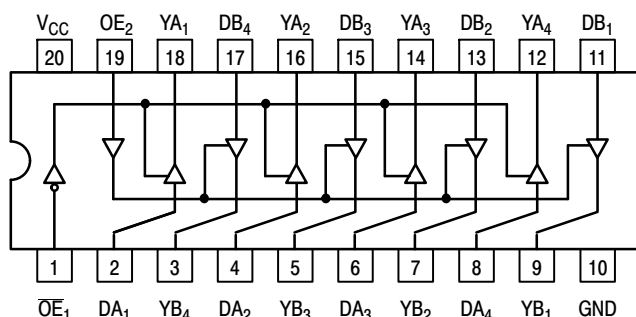 V_CC OE₂ YA₁ DB₄ YA₂ DB₃ YA₃ DB₂ YA₄ DB₁
20 19 18 17 16 15 14 13 12 11
1 2 3 4 5 6 7 8 9 10
O̅E̅₁ DA₁ YB₄ DA₂ YB₃ DA₃ YB₂ DA₄ YB₁ GND